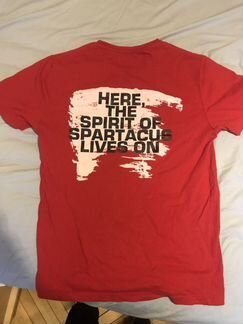 HERE,
THE
SPIRIT OF
SPARTACUS
LIVES ON